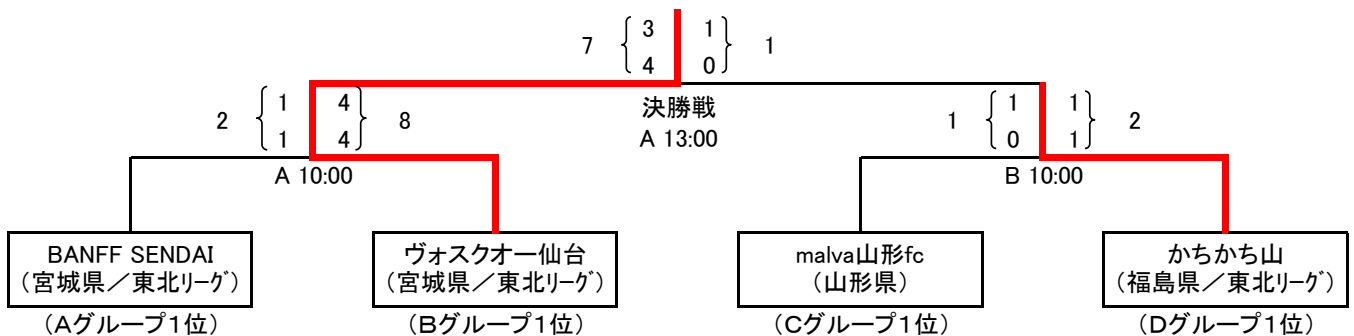 7 3 1 1
4 0
決勝戦
A 13:00
2 1 4 8
1 4
A 10:00
1 1 1 2
0 1
B 10:00
BANFF SENDAI
(宮城県／東北ﾘｰｸﾞ)
(Aグループ1位)
ヴォスクオーレ仙台
(宮城県／東北ﾘｰｸﾞ)
(Bグループ1位)
malva山形fc
(山形県)
(Cグループ1位)
かちかち山
(福島県／東北ﾘｰｸﾞ)
(Dグループ1位)